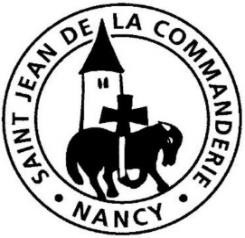 SAINT JEAN DE LA COMMANDERIE
• NANCY •